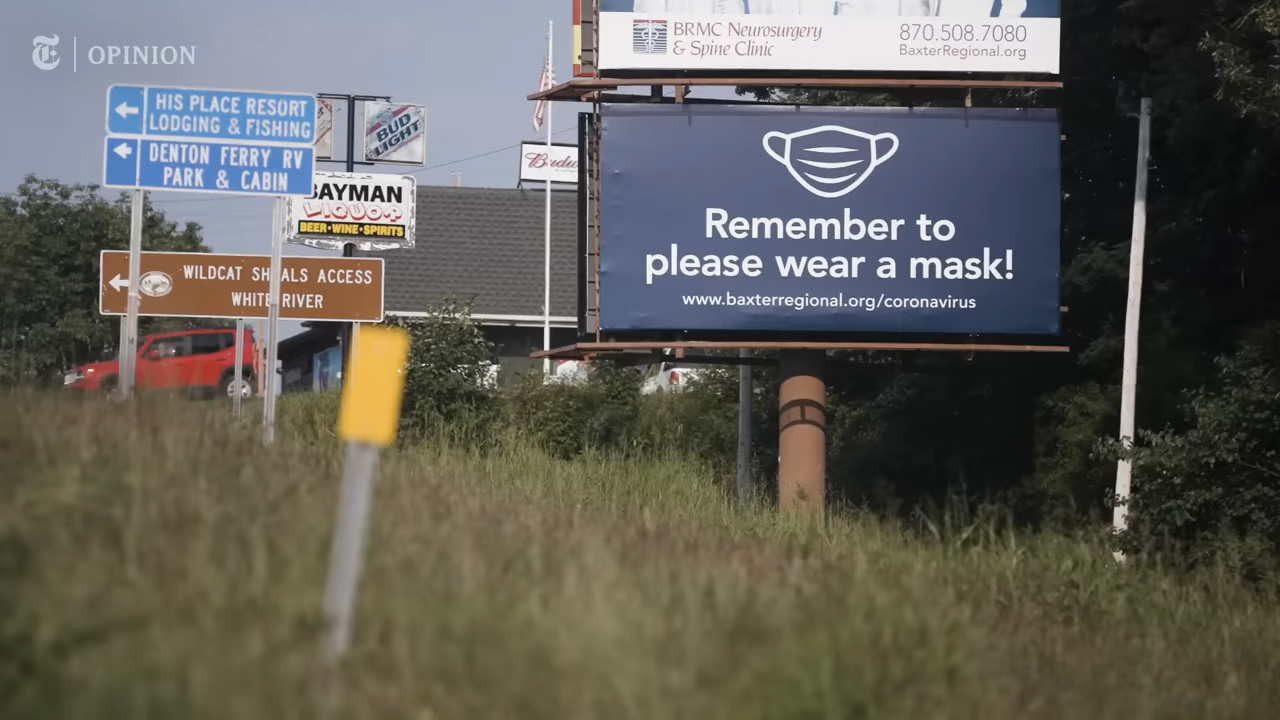 OPINION
BRMC Neurosurgery
& Spine Clinic
870.508.7080
BaxterRegional.org
HIS PLACE RESORT
LODGING & FISHING
DENTON FERRY RV
PARK & CABIN
BUD
LIGHT
BAYMAN
LIQUOR
BEER•WINE•SPIRITS
WILDCAT SHOALS ACCESS
WHITE RIVER
Remember to
please wear a mask!
www.baxterregional.org/coronavirus